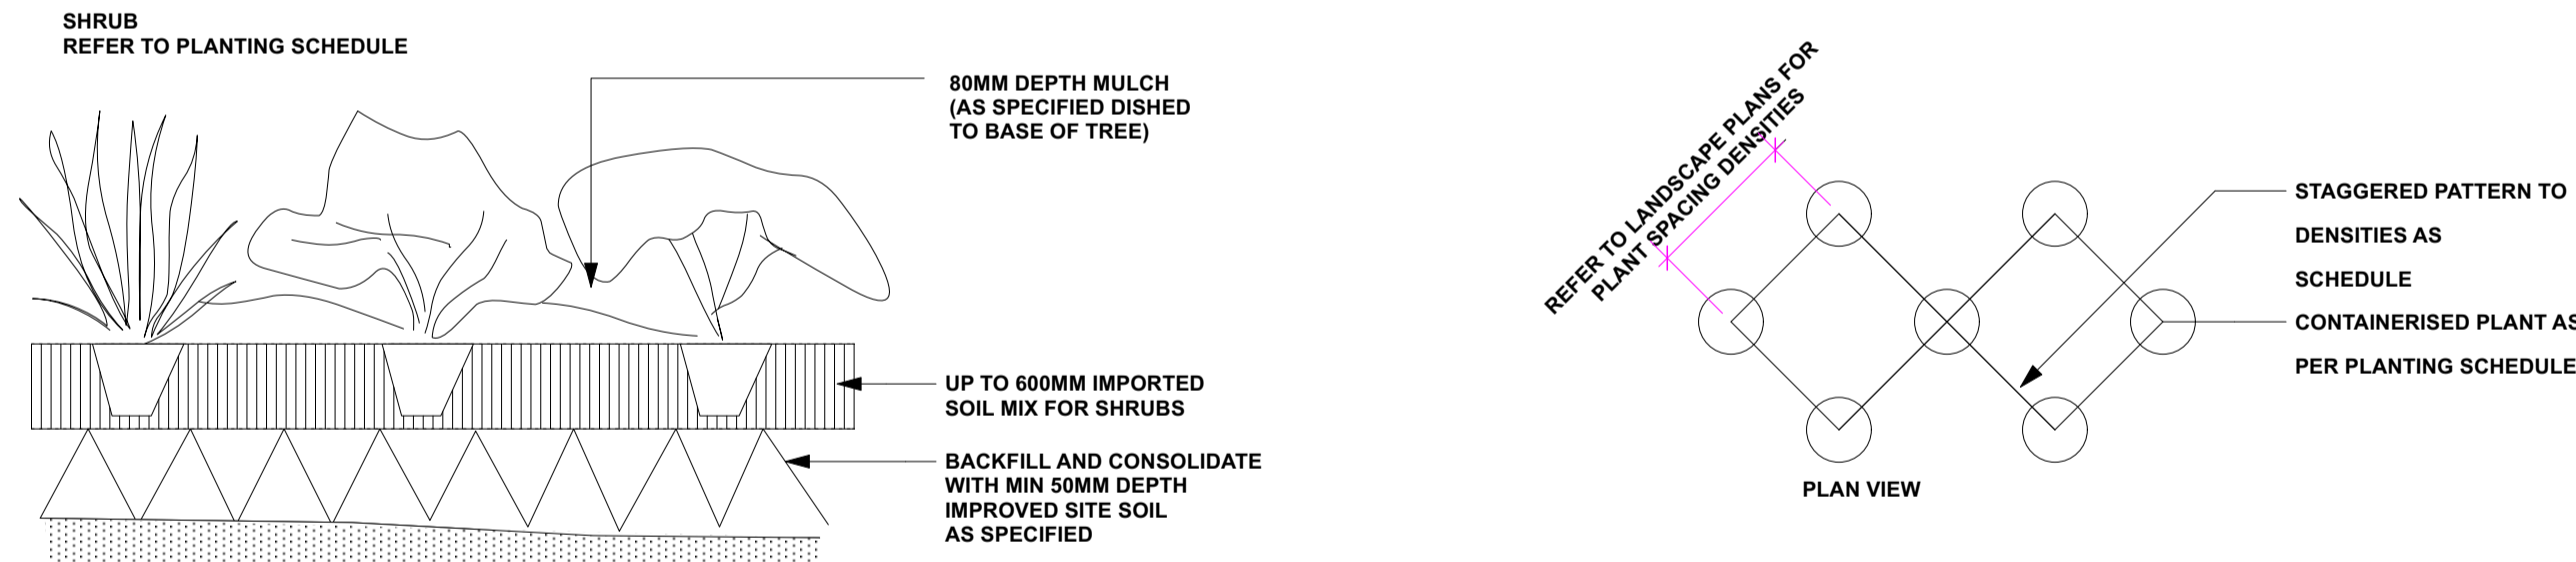 SHRUB
REFER TO PLANTING SCHEDULE
80MM DEPTH MULCH
(AS SPECIFIED DISHED
TO BASE OF TREE)
UP TO 600MM IMPORTED
SOIL MIX FOR SHRUBS
BACKFILL AND CONSOLIDATE
WITH MIN 50MM DEPTH
IMPROVED SITE SOIL
AS SPECIFIED
REFER TO LANDSCAPE PLANS FOR
PLANT SPACING DENSITIES
STAGGERED PATTERN TO
DENSITIES AS
SCHEDULE
CONTAINERISED PLANT AS
PER PLANTING SCHEDULE
PLAN VIEW